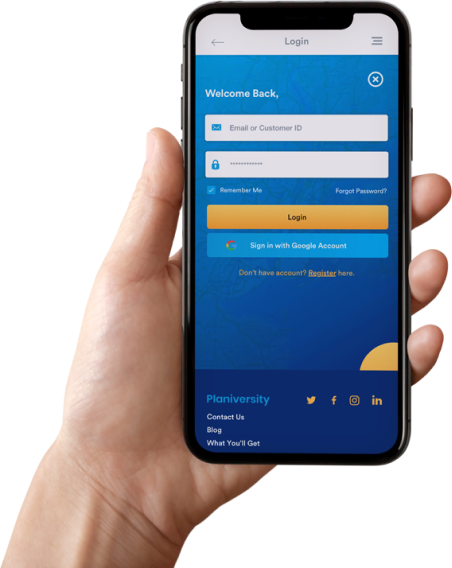 Login
Welcome Back,
Email or Customer ID
************
Remember Me Forgot Password?
Login
Sign in with Google Account
Don't have account? Register here.
Planiversity
Contact Us
Blog
What You'll Get